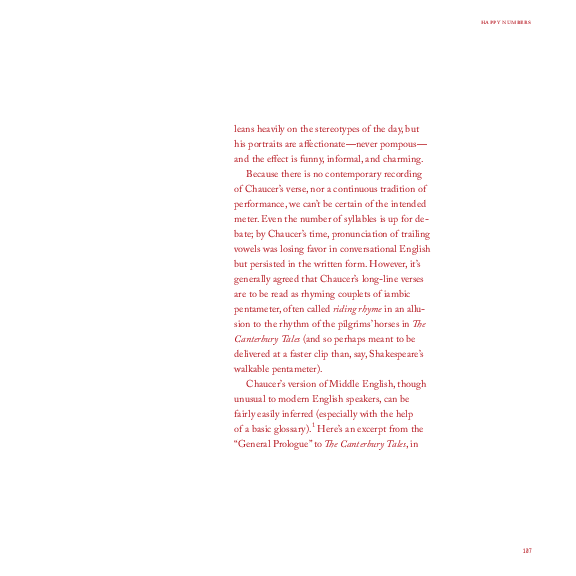 HAPPY NUMBERS
leans heavily on the stereotypes of the day, but
his portraits are affectionate—never pompous—
and the effect is funny, informal, and charming.
Because there is no contemporary recording
of Chaucer’s verse, nor a continuous tradition of
performance, we can’t be certain of the intended
meter. Even the number of syllables is up for de-
bate; by Chaucer’s time, pronunciation of trailing
vowels was losing favor in conversational English
but persisted in the written form. However, it’s
generally agreed that Chaucer’s long-line verses
are to be read as rhyming couplets of iambic
pentameter, often called riding rhyme in an allu-
sion to the rhythm of the pilgrims’ horses in The
Canterbury Tales (and so perhaps meant to be
delivered at a faster clip than, say, Shakespeare’s
walkable pentameter).
Chaucer’s version of Middle English, though
unusual to modern English speakers, can be
fairly easily inferred (especially with the help
of a basic glossary).1 Here’s an excerpt from the
“General Prologue” to The Canterbury Tales, in
187